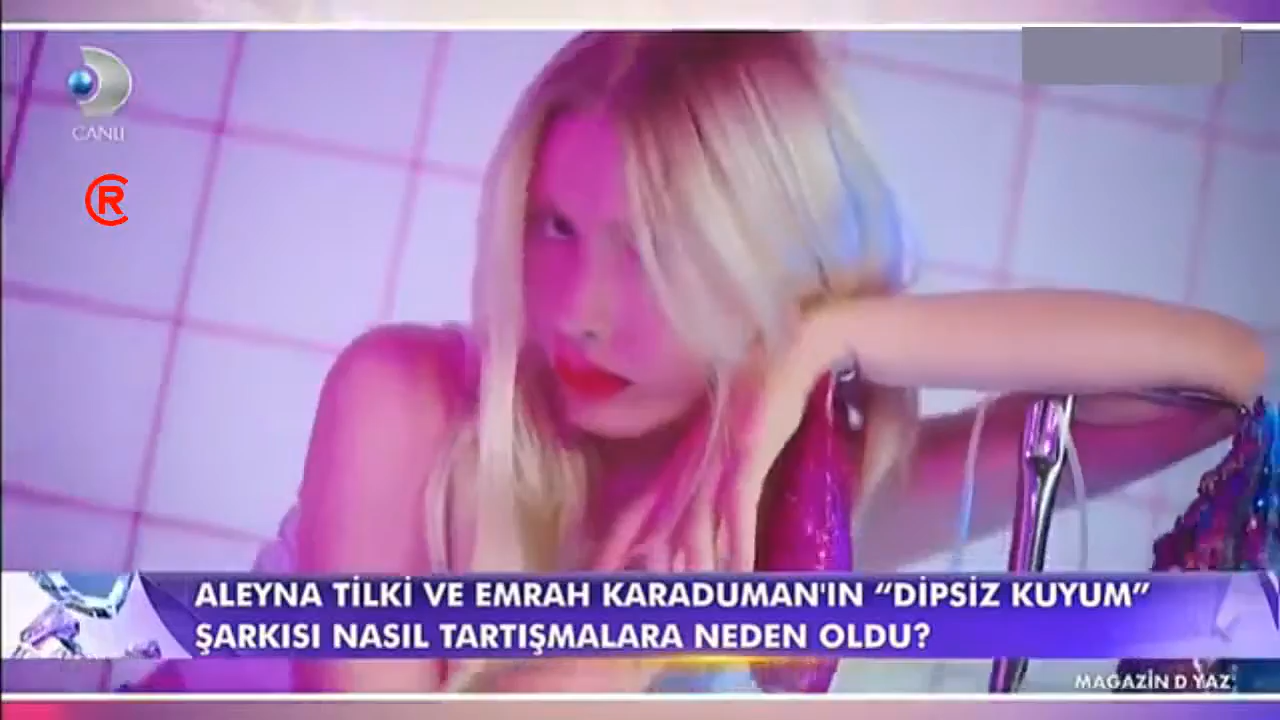 CANLI
R
ALEYNA TİLKİ VE EMRAH KARADUMAN'IN “DİPSİZ KUYUM”
ŞARKISI NASIL TARTIŞMALARA NEDEN OLDU?
MAGAZİN D YAZ